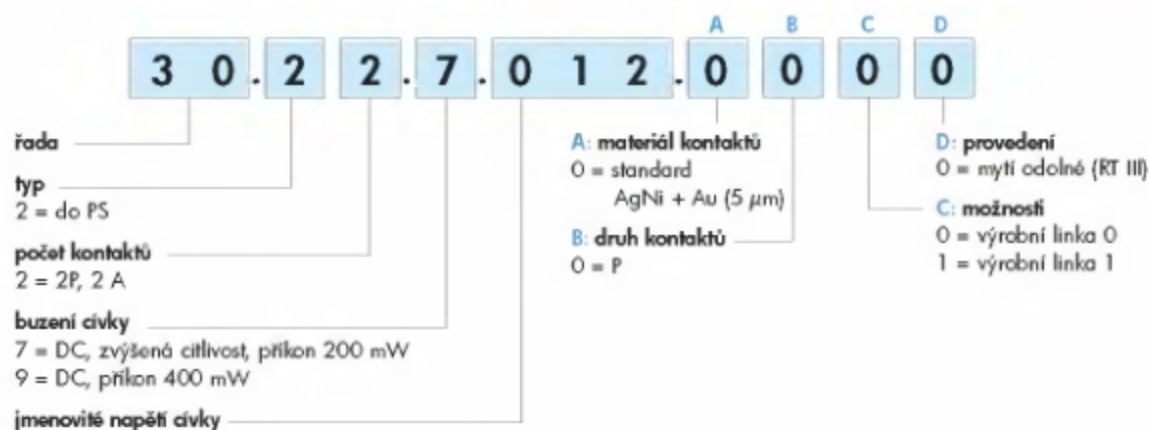 A B C D
3 0 . 2 2 . 7 . 0 1 2 . 0 0 0 0
řada
typ
2 = do PS
počet kontaktů
2 = 2P, 2 A
buzení cívky
7 = DC, zvýšená citlivost, příkon 200 mW
9 = DC, příkon 400 mW
jmenovité napětí cívky
A: materiál kontaktů
0 = standard
AgNi + Au (5 µm)
B: druh kontaktů
0 = P
D: provedení
0 = mytí odolné (RT III)
C: možnosti
0 = výrobní linka 0
1 = výrobní linka 1